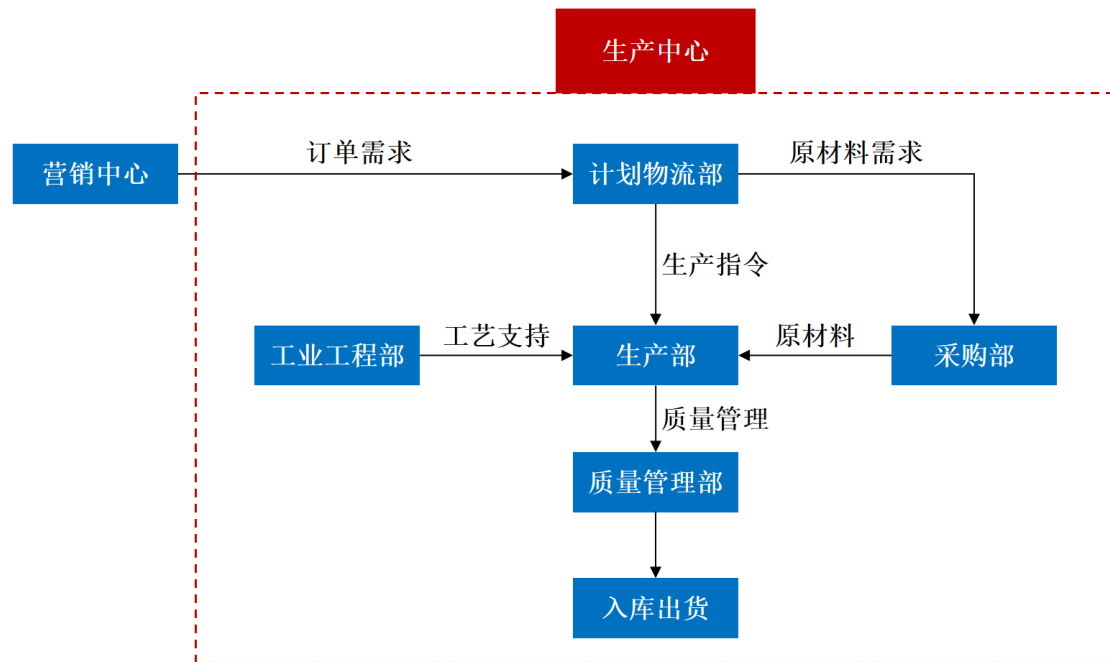 生产中心
订单需求
原材料需求
营销中心
计划物流部
生产指令
工艺支持
原材料
工业工程部
生产部
采购部
质量管理
质量管理部
入库出货